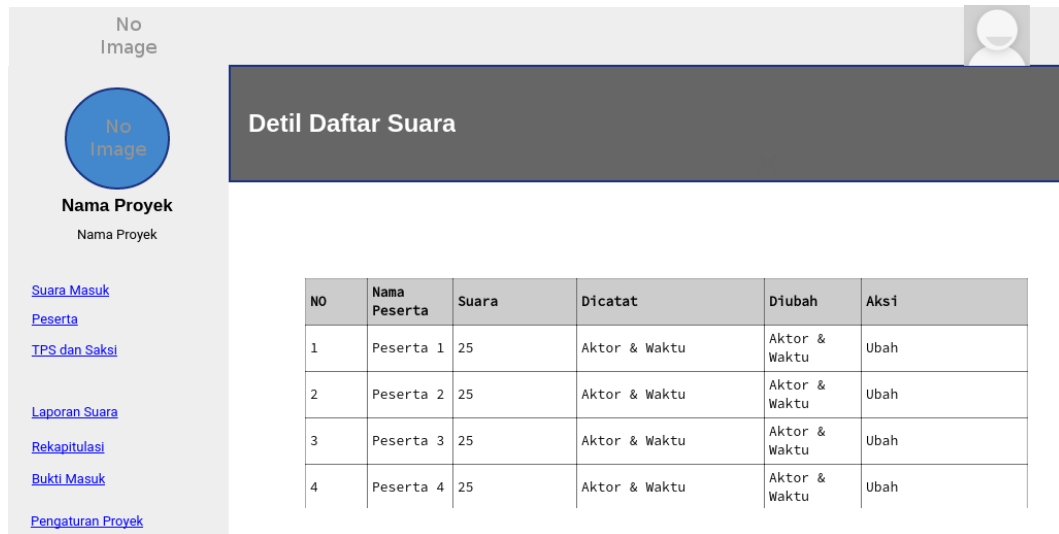 No
Image
No
Image
Nama Proyek
Nama Proyek
Suara Masuk
Peserta
TPS dan Saksi
Laporan Suara
Rekapitulasi
Bukti Masuk
Pengaturan Proyek
Detil Daftar Suara
NO Nama Peserta Suara Dicatat Diubah Aksi
1 Peserta 1 25 Aktor & Waktu Aktor & Waktu Ubah
2 Peserta 2 25 Aktor & Waktu Aktor & Waktu Ubah
3 Peserta 3 25 Aktor & Waktu Aktor & Waktu Ubah
4 Peserta 4 25 Aktor & Waktu Aktor & Waktu Ubah